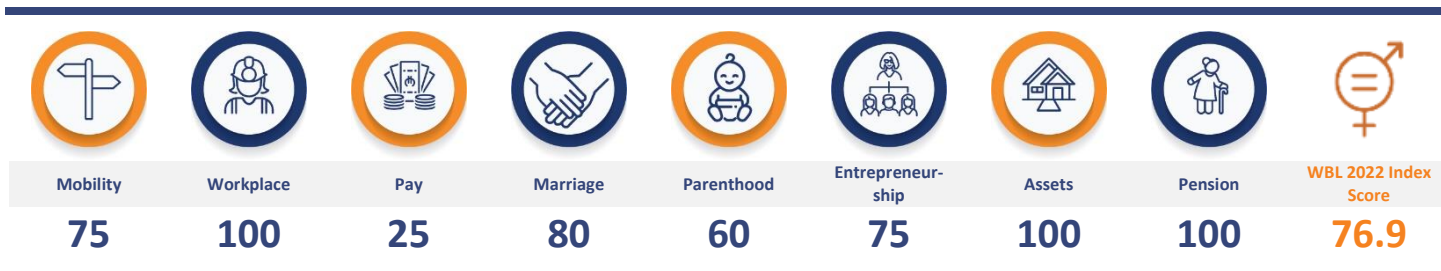 Mobility
Workplace
Pay
Marriage
Parenthood
Entrepreneur-
ship
Assets
Pension
WBL 2022 Index
Score
75
100
25
80
60
75
100
100
76.9